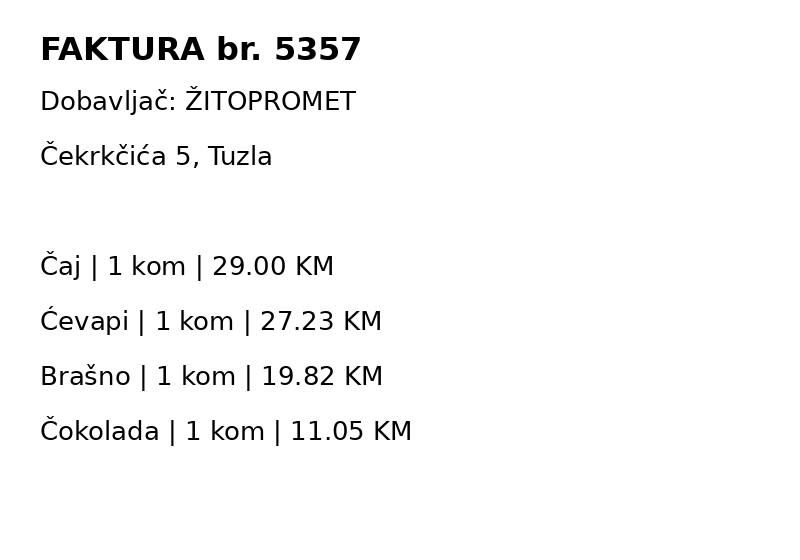 FAKTURA br. 5357
Dobavljač: ŽITOPROMET
Čekrkčića 5, Tuzla
Čaj | 1 kom | 29.00 KM
Ćevapi | 1 kom | 27.23 KM
Brašno | 1 kom | 19.82 KM
Čokolada | 1 kom | 11.05 KM